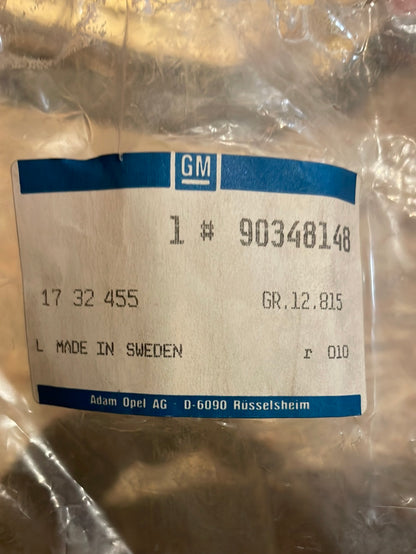 GM
1 # 90348148
17 32 455 GR.12.815
L MADE IN SWEDEN r 010
Adam Opel AG · D-6090 Rüsselsheim